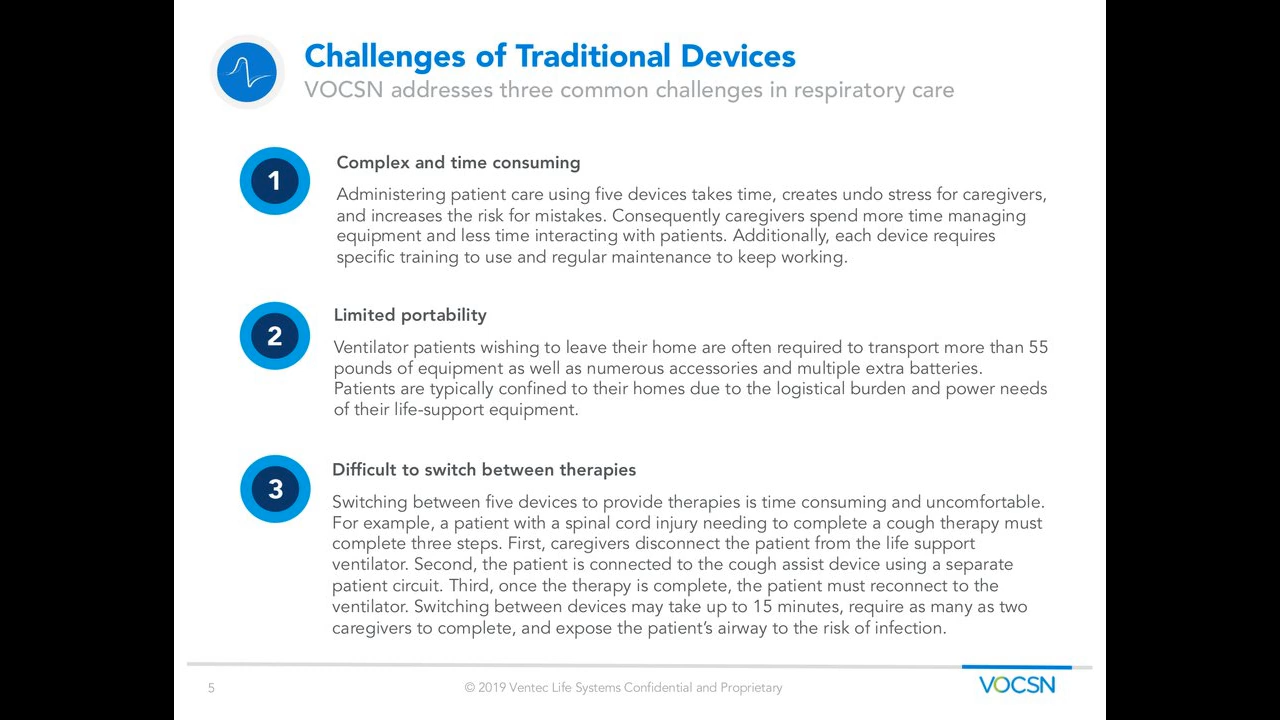 Challenges of Traditional Devices
VOCSN addresses three common challenges in respiratory care
1
Complex and time consuming
Administering patient care using five devices takes time, creates undo stress for caregivers,
and increases the risk for mistakes. Consequently caregivers spend more time managing
equipment and less time interacting with patients. Additionally, each device requires
specific training to use and regular maintenance to keep working.
2
Limited portability
Ventilator patients wishing to leave their home are often required to transport more than 55
pounds of equipment as well as numerous accessories and multiple extra batteries.
Patients are typically confined to their homes due to the logistical burden and power needs
of their life-support equipment.
3
Difficult to switch between therapies
Switching between five devices to provide therapies is time consuming and uncomfortable.
For example, a patient with a spinal cord injury needing to complete a cough therapy must
complete three steps. First, caregivers disconnect the patient from the life support
ventilator. Second, the patient is connected to the cough assist device using a separate
patient circuit. Third, once the therapy is complete, the patient must reconnect to the
ventilator. Switching between devices may take up to 15 minutes, require as many as two
caregivers to complete, and expose the patient's airway to the risk of infection.
5
© 2019 Ventec Life Systems Confidential and Proprietary
VOCSN